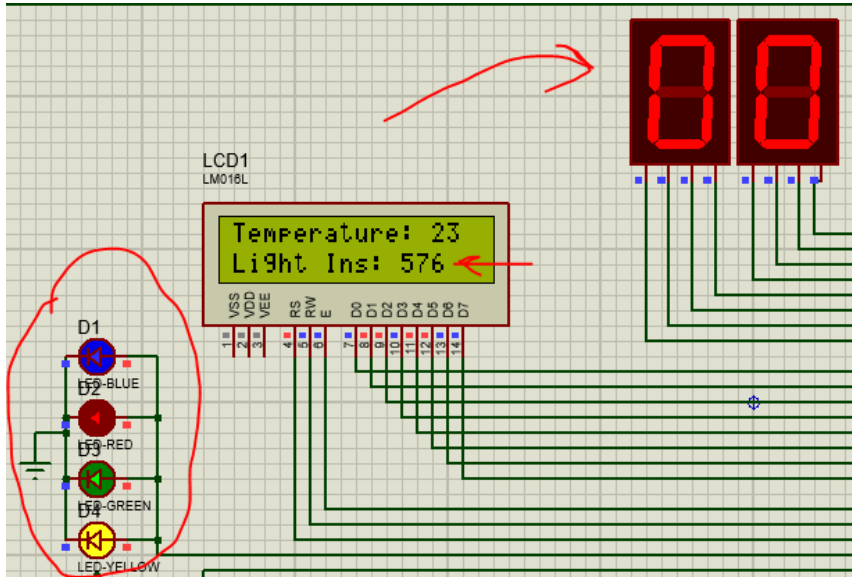 00
LCD1
LM016L
Temperature: 23
Light Ins: 576
VSS VDD VEE RS RW E D0 D1 D2 D3 D4 D5 D6 D7
1 2 3 4 5 6 7 8 9 10 11 12 13 14
D1
LED-BLUE
D2
LED-RED
D3
LED-GREEN
D4
LED-YELLOW